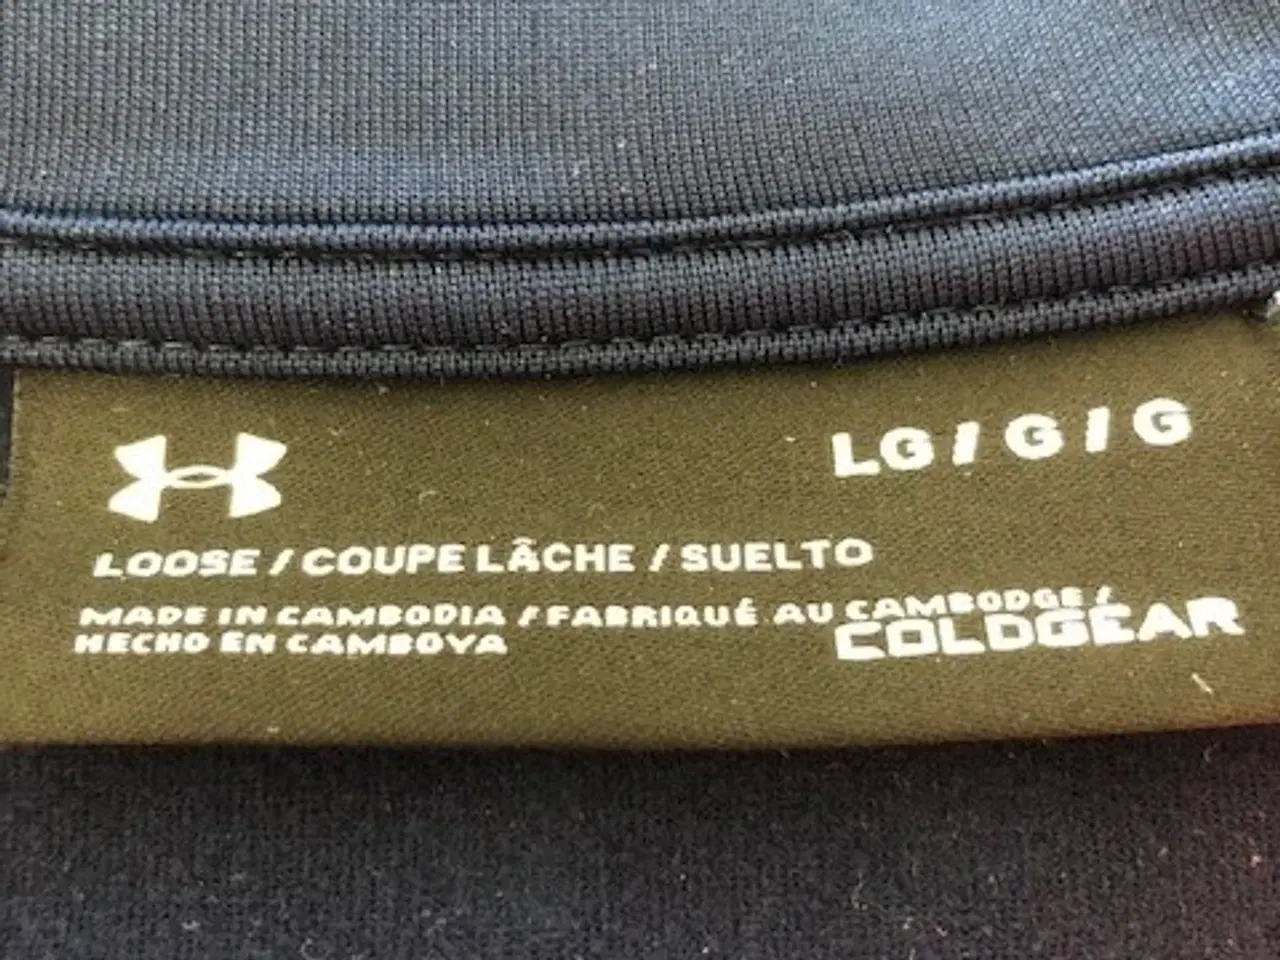 LG / G / G
LOOSE / COUPE LÂCHE / SUELTO
MADE IN CAMBODIA / FABRIQUÉ AU CAMBODGE /
HECHO EN CAMBOYA
COLDGEAR